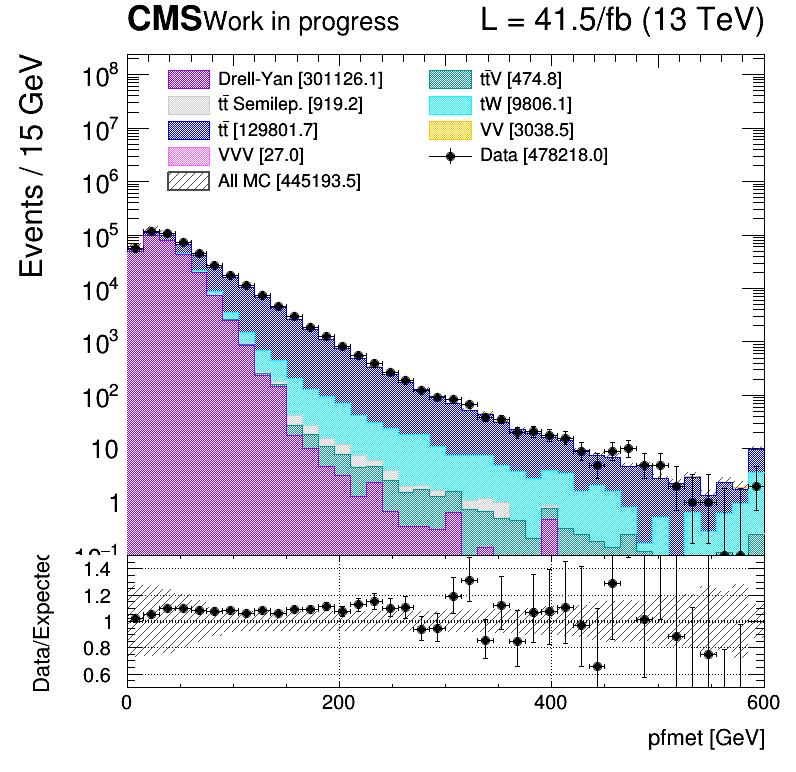 CMS Work in progress L = 41.5/fb (13 TeV)
Events / 15 GeV
Drell-Yan [301126.1]
tt̄ Semilep. [919.2]
tt̄ [129801.7]
VVV [27.0]
All MC [445193.5]
tt̄V [474.8]
tW [9806.1]
VV [3038.5]
Data [478218.0]
10⁸
10⁷
10⁶
10⁵
10⁴
10³
10²
10
1
10⁻¹
Data/Expected
1.4
1.2
1
0.8
0.6
0 200 400 600
pfmet [GeV]